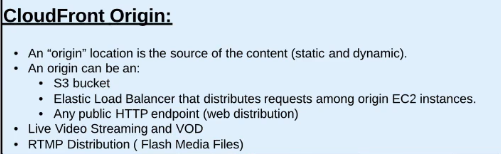 CloudFront Origin:
• An “origin” location is the source of the content (static and dynamic).
• An origin can be an:
• S3 bucket
• Elastic Load Balancer that distributes requests among origin EC2 instances.
• Any public HTTP endpoint (web distribution)
• Live Video Streaming and VOD
• RTMP Distribution ( Flash Media Files)